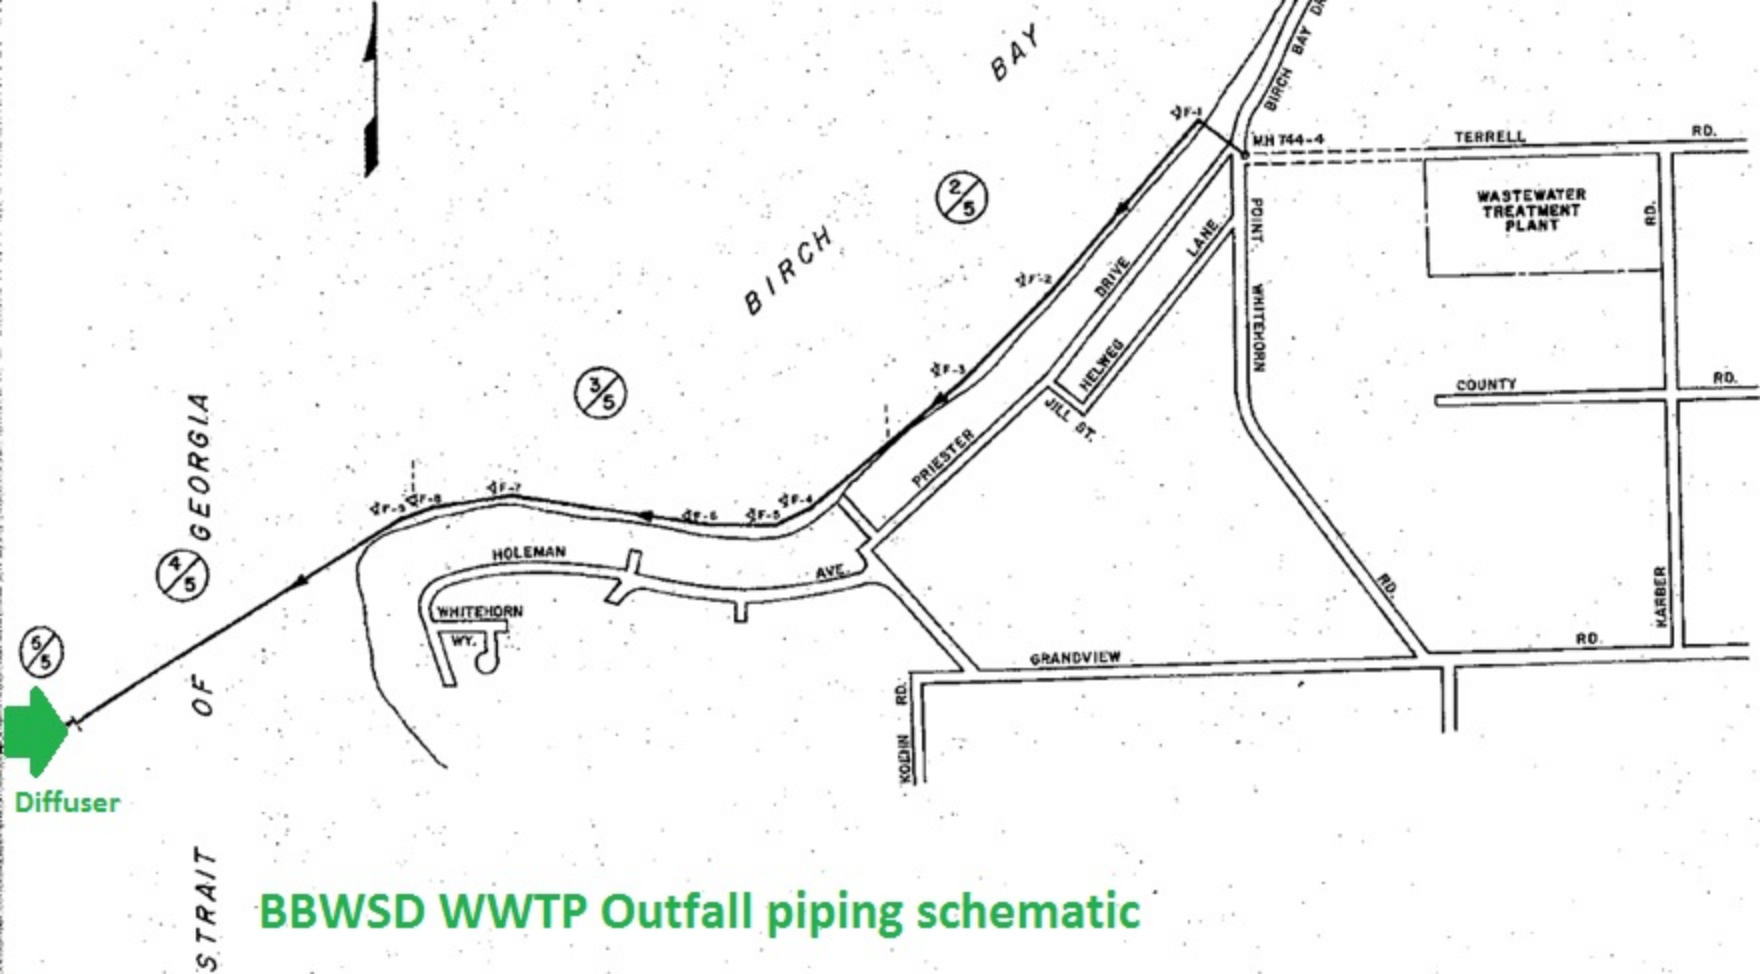 BAY
BIRCH BAY DR
F-1
MH 744-4
TERRELL
RD.
2/5
WASTEWATER
TREATMENT
PLANT
RD.
POINT
WHITEHORN
RD.
BIRCH
F-2
DRIVE
LANE
HELWEG
JILL ST.
PRIESTER
F-3
3/5
COUNTY
RD.
GEORGIA
F-9
F-8
F-7
F-6
F-5
F-4
4/5
HOLEMAN
AVE.
WHITEHORN
WY.
KARBER
5/5
OF
GRANDVIEW
RD.
KOEHN
RD.
Diffuser
STRAIT
BBWSD WWTP Outfall piping schematic